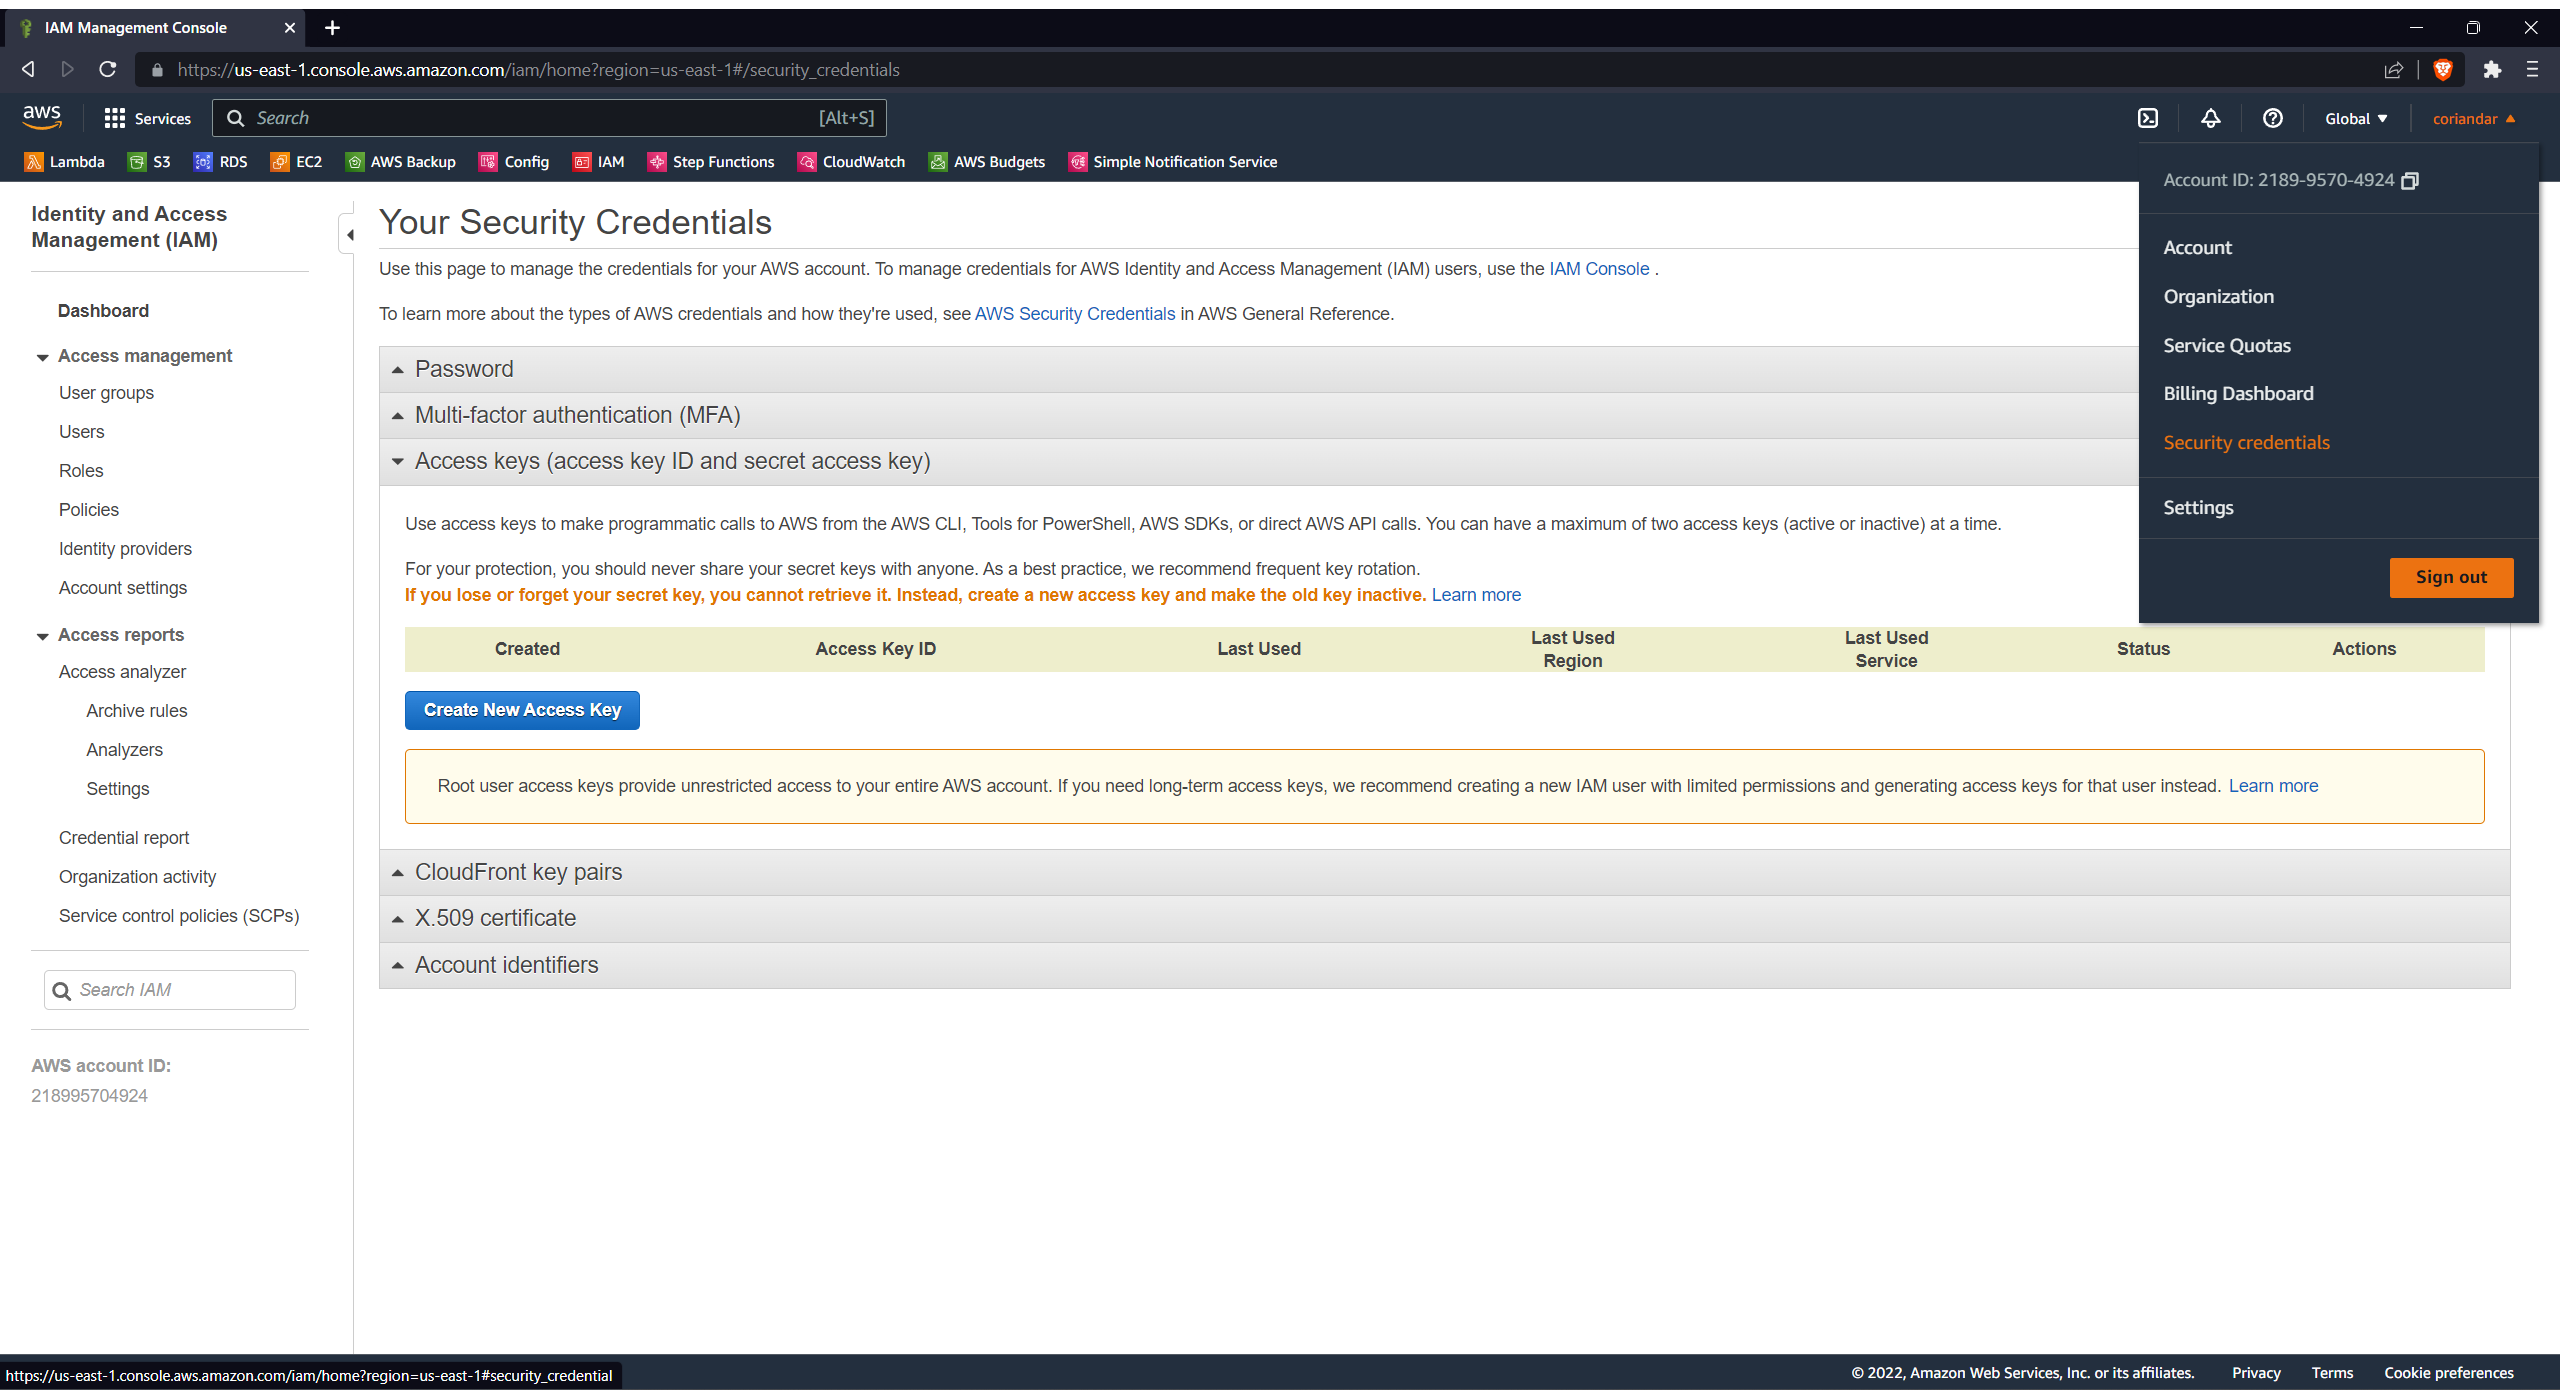 IAM Management Console
https://us-east-1.console.aws.amazon.com/iam/home?region=us-east-1#/security_credentials
aws Services Search [Alt+S] Global coriandar
Lambda S3 RDS EC2 AWS Backup Config IAM Step Functions CloudWatch AWS Budgets Simple Notification Service
Account ID: 2189-9570-4924
Account
Organization
Service Quotas
Billing Dashboard
Security credentials
Settings
Sign out
Identity and Access
Management (IAM)
Dashboard
Access management
User groups
Users
Roles
Policies
Identity providers
Account settings
Access reports
Access analyzer
Archive rules
Analyzers
Settings
Credential report
Organization activity
Service control policies (SCPs)
Search IAM
AWS account ID:
218995704924
Your Security Credentials
Use this page to manage the credentials for your AWS account. To manage credentials for AWS Identity and Access Management (IAM) users, use the IAM Console .
To learn more about the types of AWS credentials and how they're used, see AWS Security Credentials in AWS General Reference.
Password
Multi-factor authentication (MFA)
Access keys (access key ID and secret access key)
Use access keys to make programmatic calls to AWS from the AWS CLI, Tools for PowerShell, AWS SDKs, or direct AWS API calls. You can have a maximum of two access keys (active or inactive) at a time.
For your protection, you should never share your secret keys with anyone. As a best practice, we recommend frequent key rotation.
If you lose or forget your secret key, you cannot retrieve it. Instead, create a new access key and make the old key inactive. Learn more
Created Access Key ID Last Used Last Used Region Last Used Service Status Actions
Create New Access Key
Root user access keys provide unrestricted access to your entire AWS account. If you need long-term access keys, we recommend creating a new IAM user with limited permissions and generating access keys for that user instead. Learn more
CloudFront key pairs
X.509 certificate
Account identifiers
https://us-east-1.console.aws.amazon.com/iam/home?region=us-east-1#security_credential
© 2022, Amazon Web Services, Inc. or its affiliates. Privacy Terms Cookie preferences